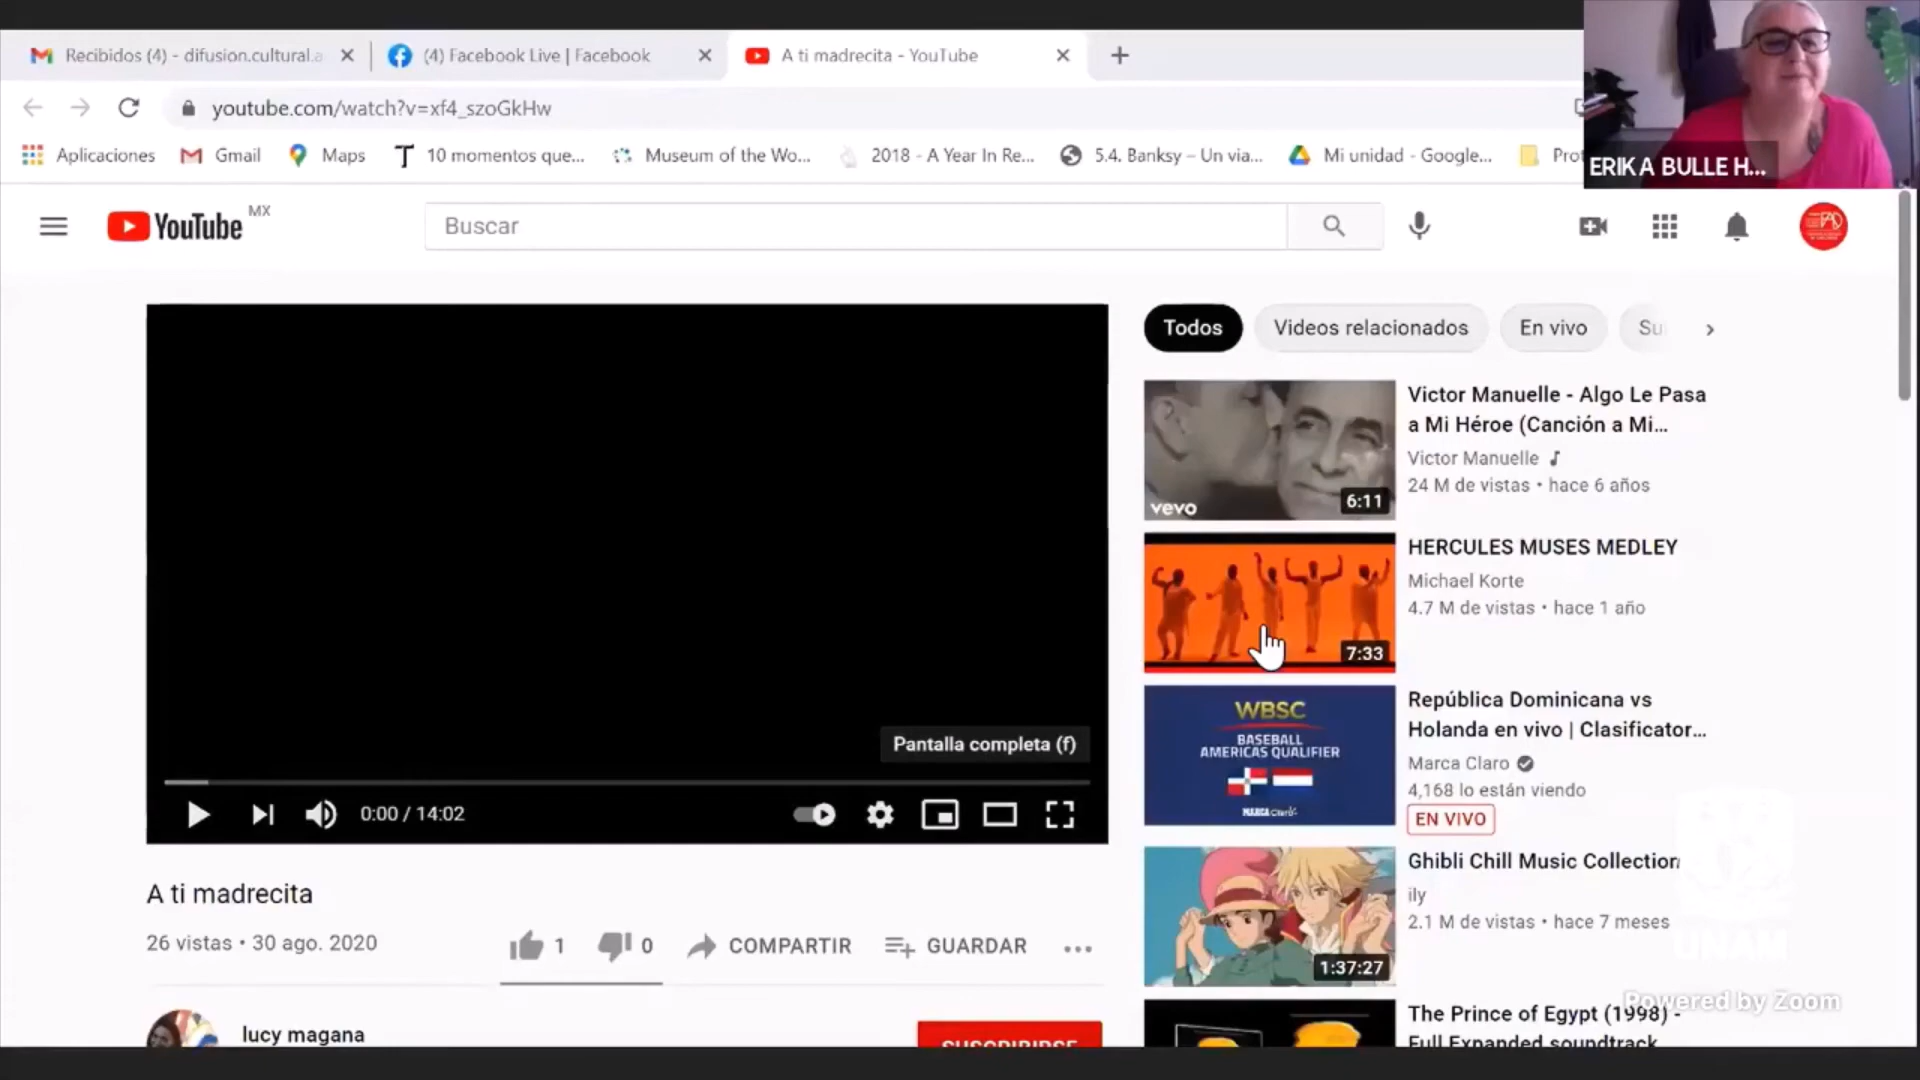 Recibidos (4) - difusion.cultural.a
(4) Facebook Live | Facebook
A ti madrecita - YouTube
youtube.com/watch?v=xf4_szoGkHw
Aplicaciones
Gmail
Maps
10 momentos que...
Museum of the Wo...
2018 - A Year In Re...
5.4. Banksy – Un via...
Mi unidad - Google...
ERIKA BULLE H...
YouTube MX
Buscar
Todos
Videos relacionados
En vivo
Pantalla completa (f)
0:00 / 14:02
A ti madrecita
26 vistas • 30 ago. 2020
1
0
COMPARTIR
GUARDAR
lucy magana
SUSCRIBIRSE
vevo
6:11
Victor Manuelle - Algo Le Pasa
a Mi Héroe (Canción a Mi...
Victor Manuelle
24 M de vistas • hace 6 años
7:33
HERCULES MUSES MEDLEY
Michael Korte
4.7 M de vistas • hace 1 año
WBSC
BASEBALL
AMERICAS QUALIFIER
MARCA Claro
República Dominicana vs
Holanda en vivo | Clasificator...
Marca Claro
4,168 lo están viendo
EN VIVO
1:37:27
Ghibli Chill Music Collection
ily
2.1 M de vistas • hace 7 meses
The Prince of Egypt (1998) -
Full Expanded soundtrack
UNAM
Powered by Zoom